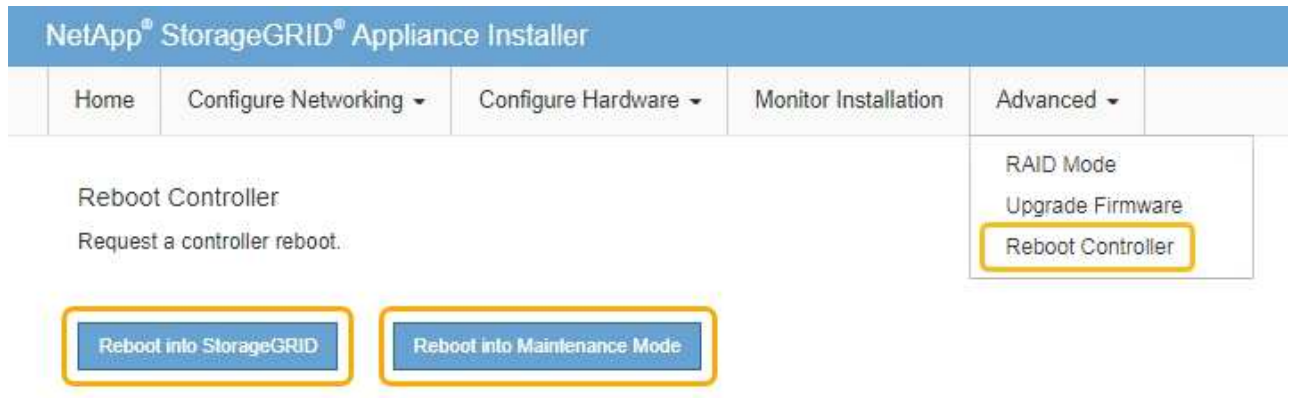 NetApp® StorageGRID® Appliance Installer
Home Configure Networking Configure Hardware Monitor Installation Advanced
RAID Mode
Upgrade Firmware
Reboot Controller
Reboot Controller
Request a controller reboot.
Reboot into StorageGRID Reboot into Maintenance Mode